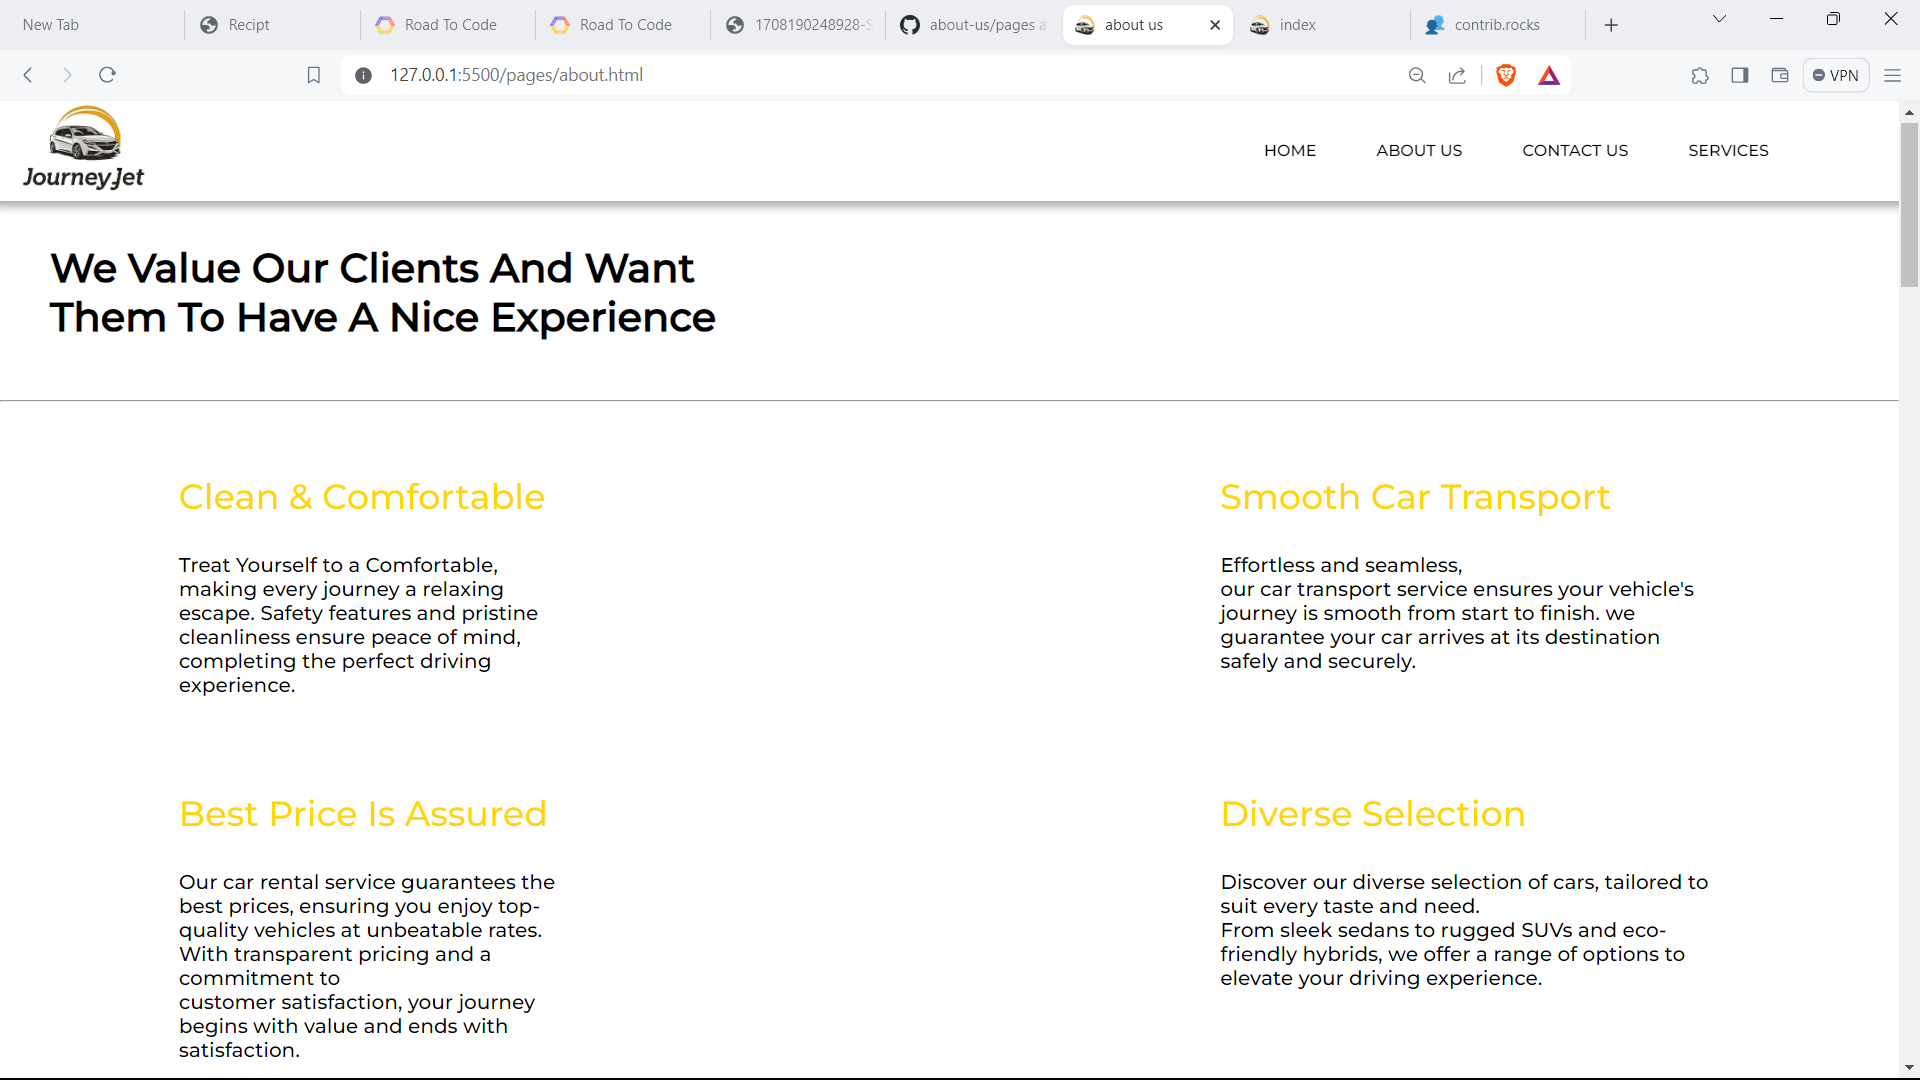 New Tab
Recipt
Road To Code
Road To Code
1708190248928-S
about-us/pages a
about us
index
contrib.rocks
127.0.0.1:5500/pages/about.html
VPN
JourneyJet
HOME
ABOUT US
CONTACT US
SERVICES
We Value Our Clients And Want
Them To Have A Nice Experience
Clean & Comfortable
Treat Yourself to a Comfortable,
making every journey a relaxing
escape. Safety features and pristine
cleanliness ensure peace of mind,
completing the perfect driving
experience.
Smooth Car Transport
Effortless and seamless,
our car transport service ensures your vehicle's
journey is smooth from start to finish. we
guarantee your car arrives at its destination
safely and securely.
Best Price Is Assured
Our car rental service guarantees the
best prices, ensuring you enjoy top-
quality vehicles at unbeatable rates.
With transparent pricing and a
commitment to
customer satisfaction, your journey
begins with value and ends with
satisfaction.
Diverse Selection
Discover our diverse selection of cars, tailored to
suit every taste and need.
From sleek sedans to rugged SUVs and eco-
friendly hybrids, we offer a range of options to
elevate your driving experience.